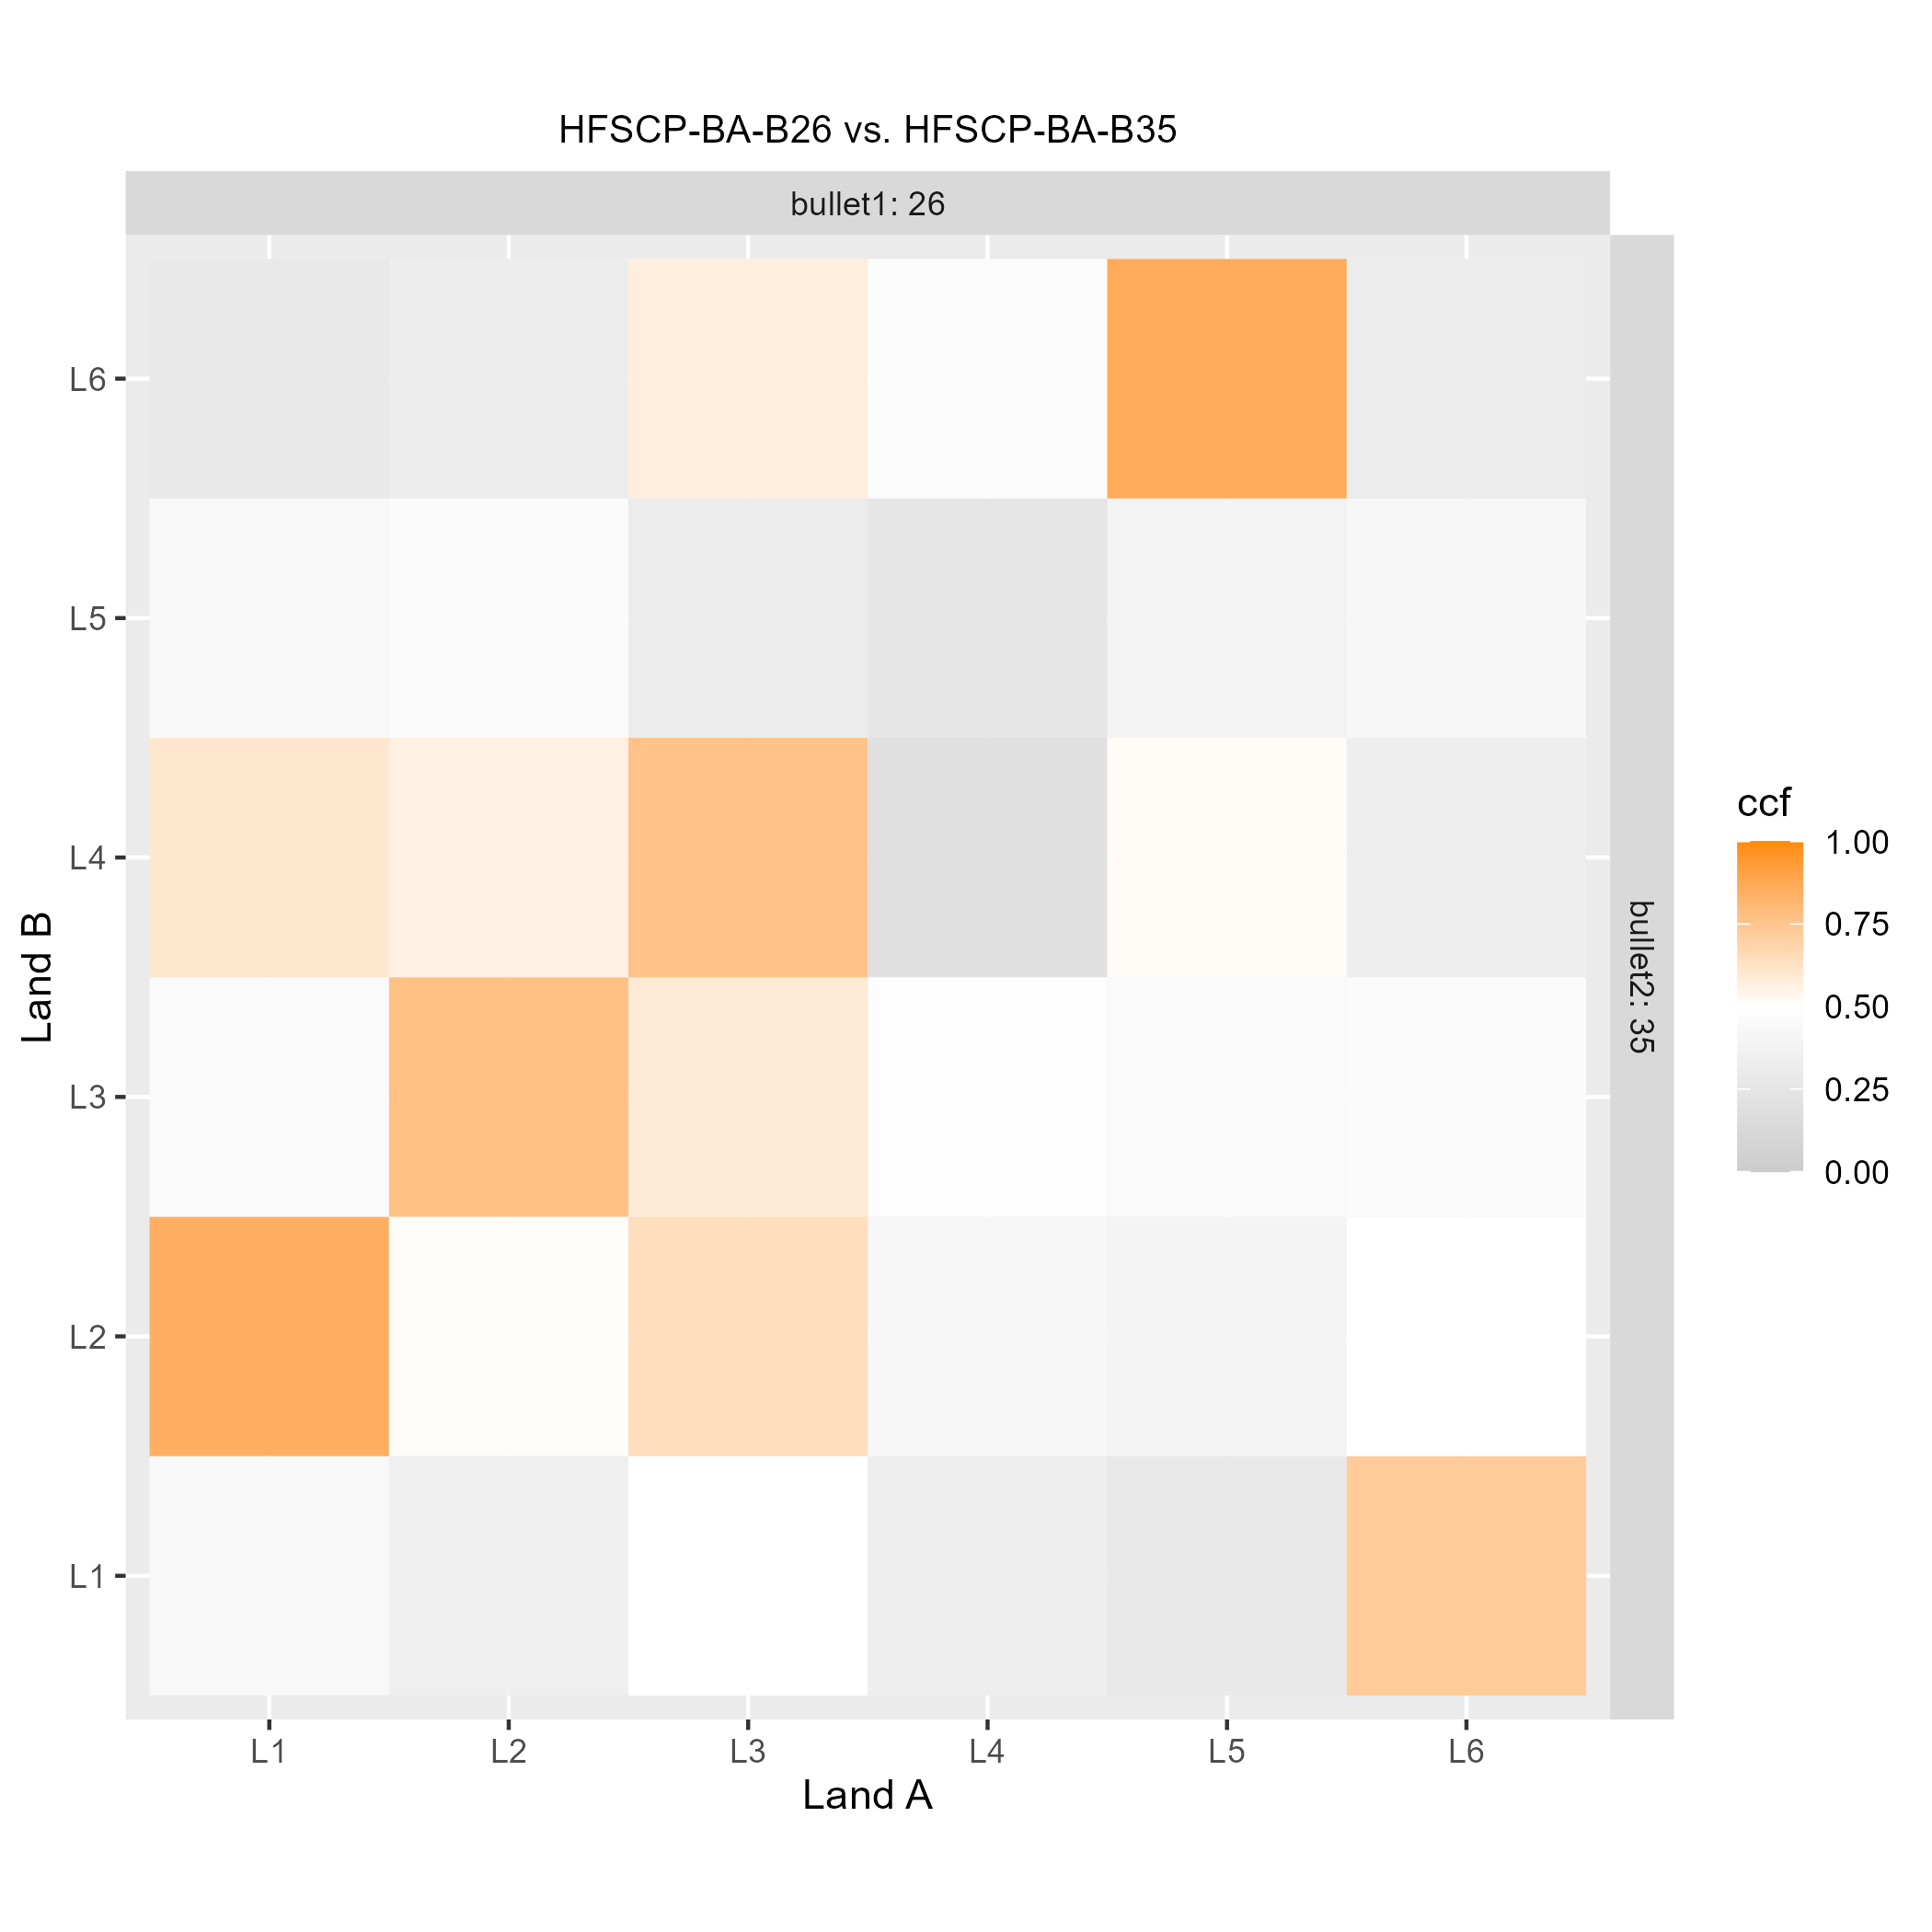 HFSCP-BA-B26 vs. HFSCP-BA-B35
bullet1: 26
L6
L5
L4
L3
L2
L1
Land B
L1 L2 L3 L4 L5 L6
Land A
bullet2: 35
ccf
1.00
0.75
0.50
0.25
0.00